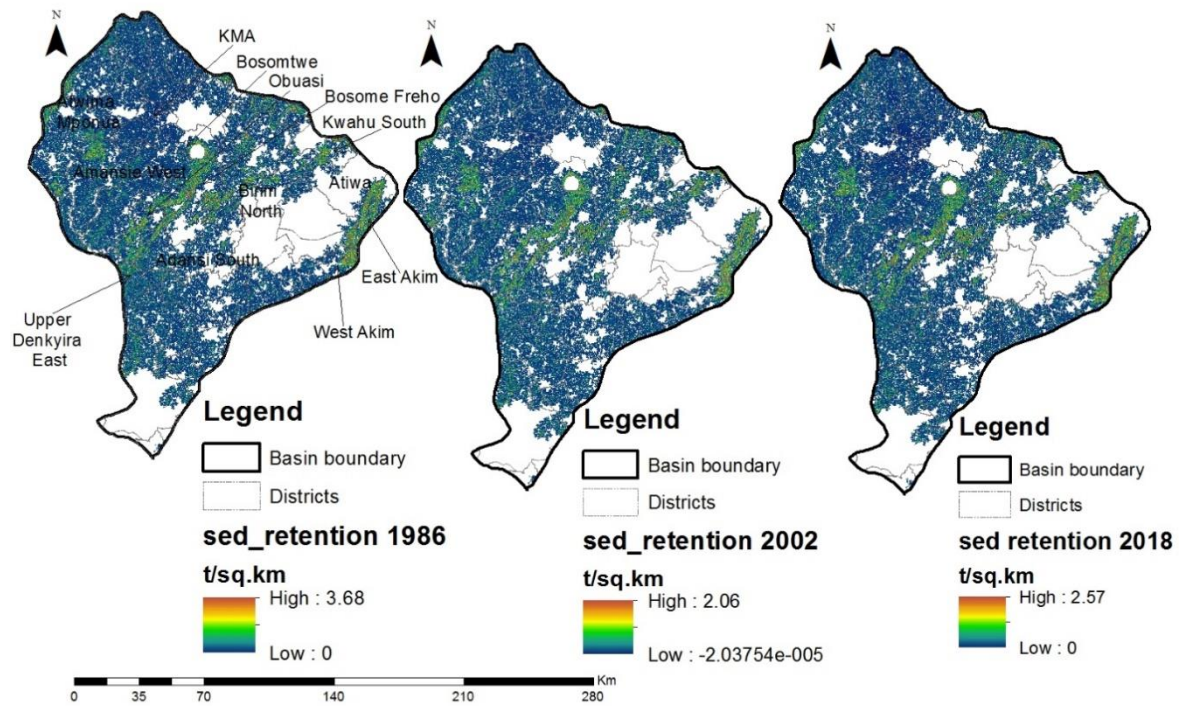 N
N
N
KMA
Bosomtwe
Obuasi
Bosome Freho
Kwahu South
Atwima
Mponua
Amansie West
Atiwa
Birim
North
Adansi South
East Akim
West Akim
Upper
Denkyira
East
Legend
Basin boundary
Districts
sed_retention 1986
t/sq.km
High : 3.68
Low : 0
Legend
Basin boundary
Districts
sed_retention 2002
t/sq.km
High : 2.06
Low : -2.03754e-005
Legend
Basin boundary
Districts
sed retention 2018
t/sq.km
High : 2.57
Low : 0
Km
0 35 70 140 210 280